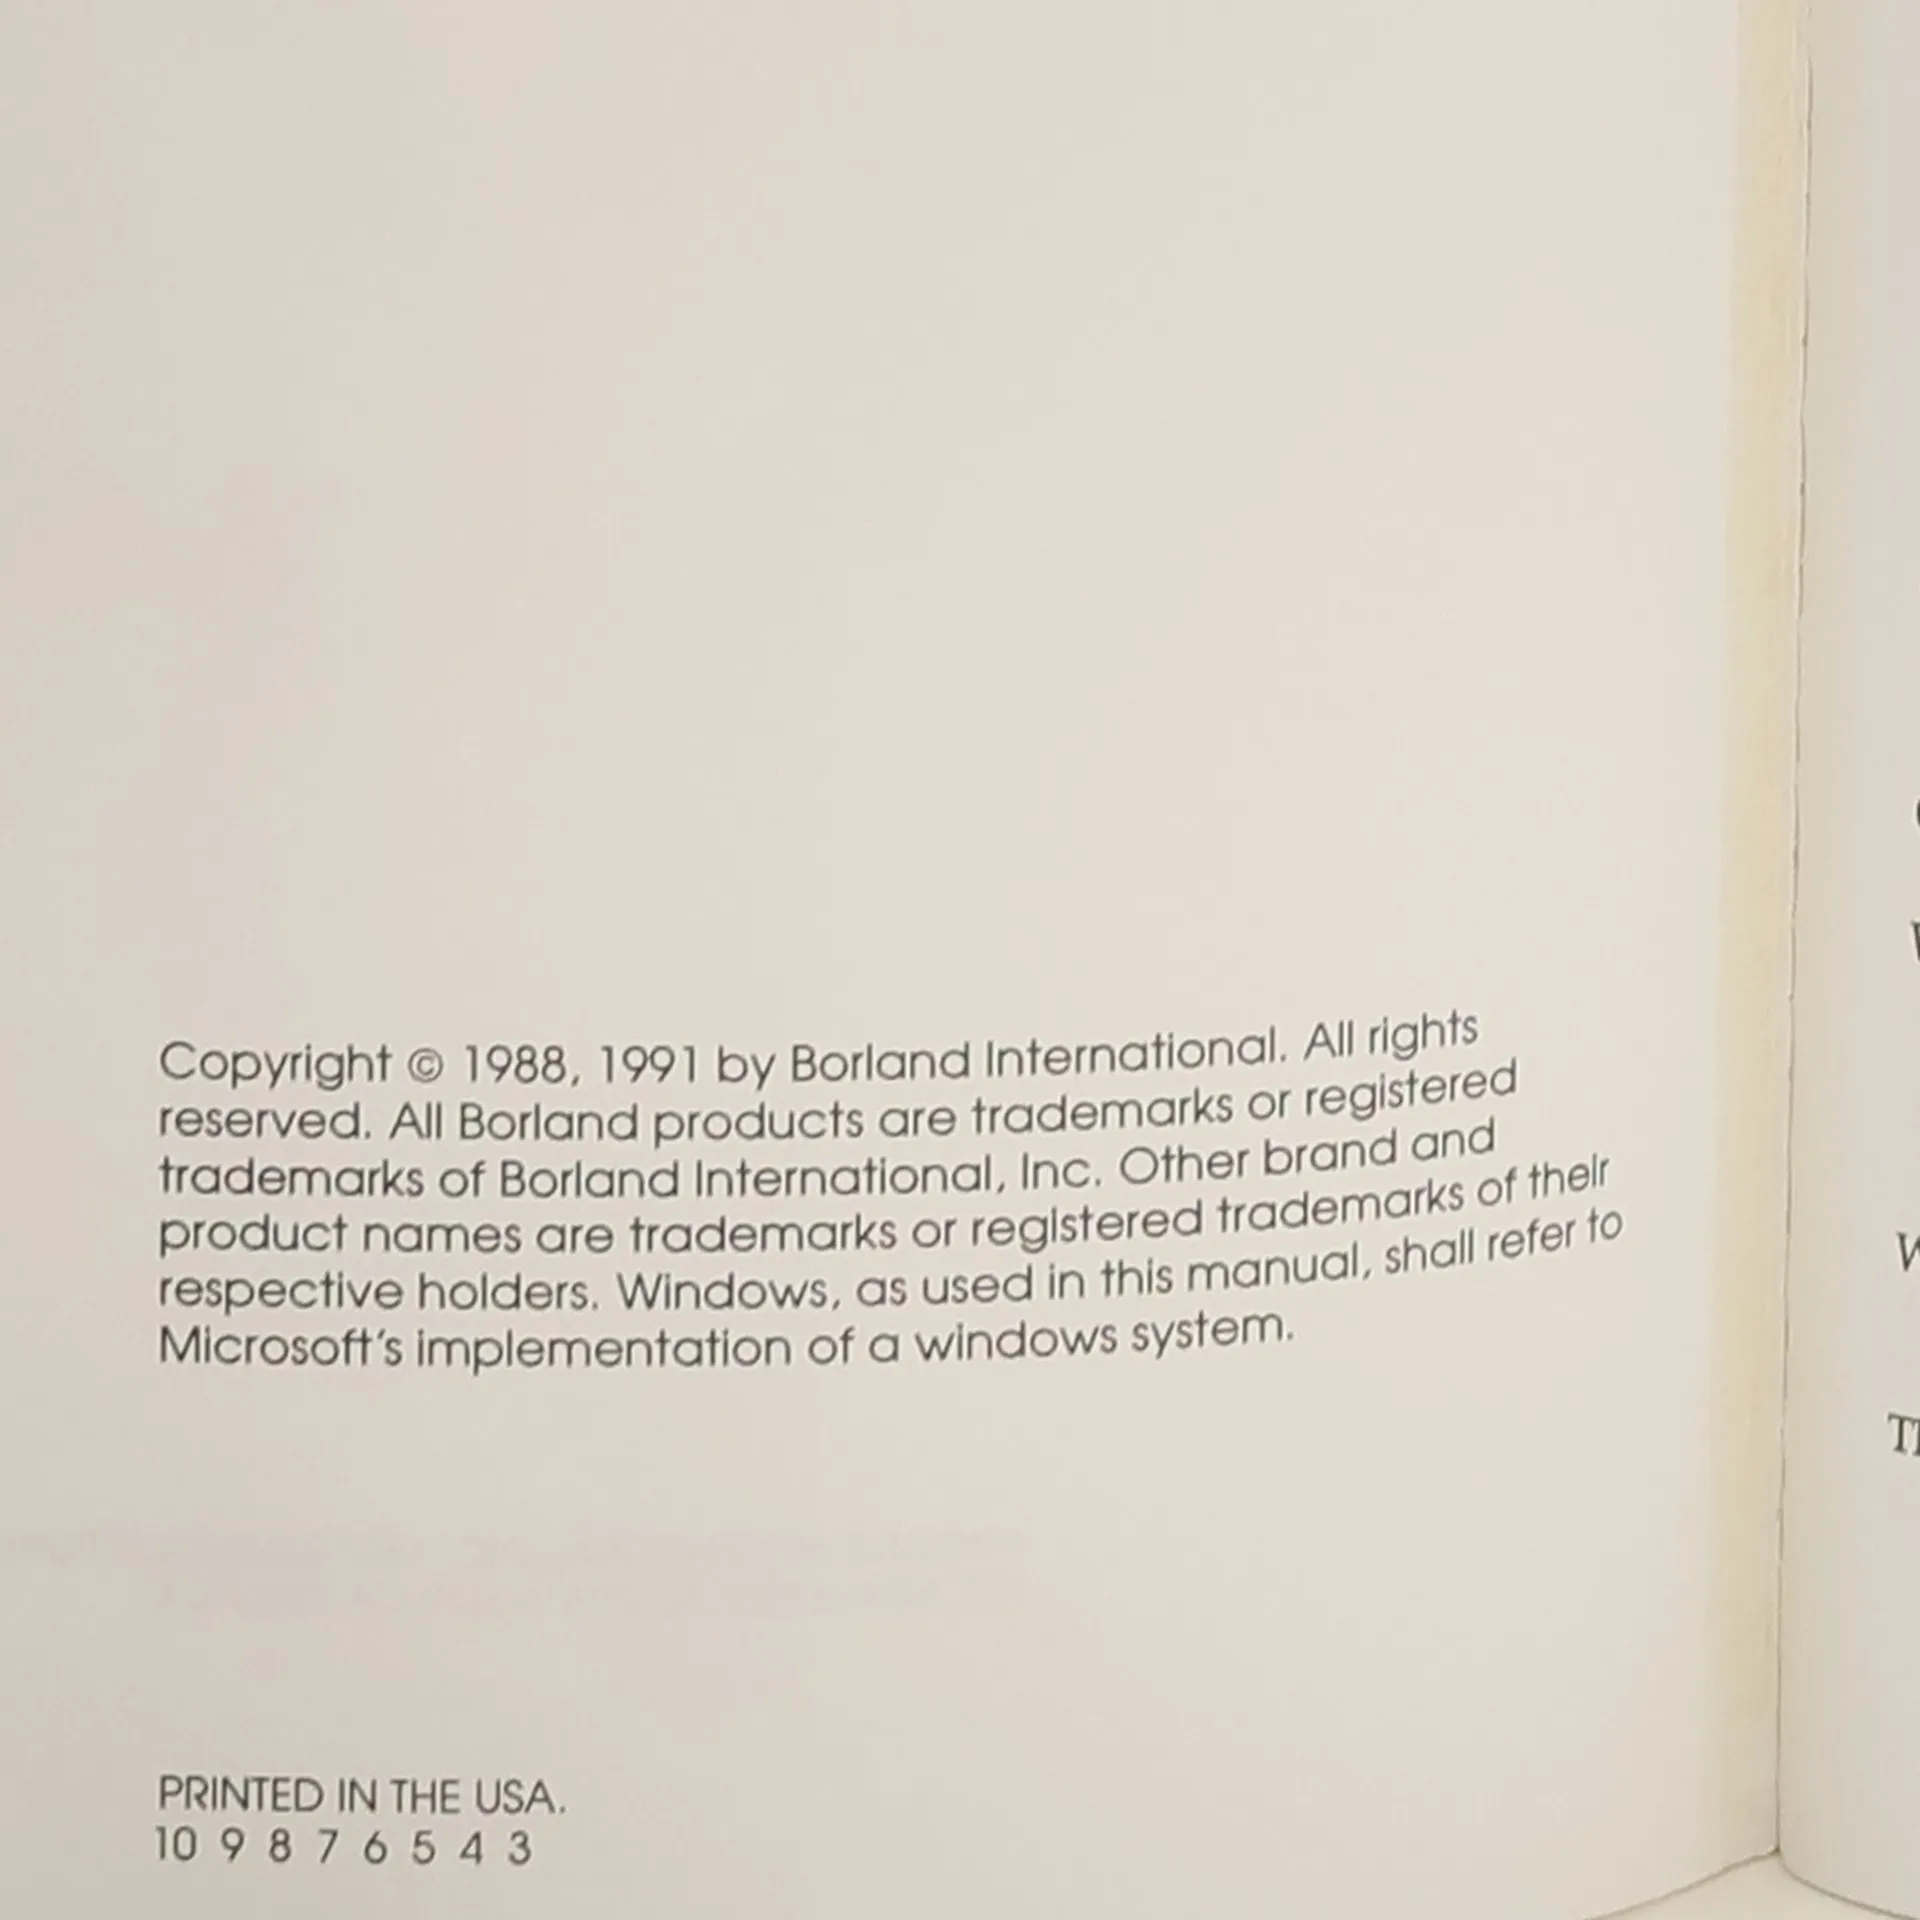 Copyright © 1988, 1991 by Borland International. All rights
reserved. All Borland products are trademarks or registered
trademarks of Borland International, Inc. Other brand and
product names are trademarks or registered trademarks of their
respective holders. Windows, as used in this manual, shall refer to
Microsoft's implementation of a windows system.
PRINTED IN THE USA.
10 9 8 7 6 5 4 3